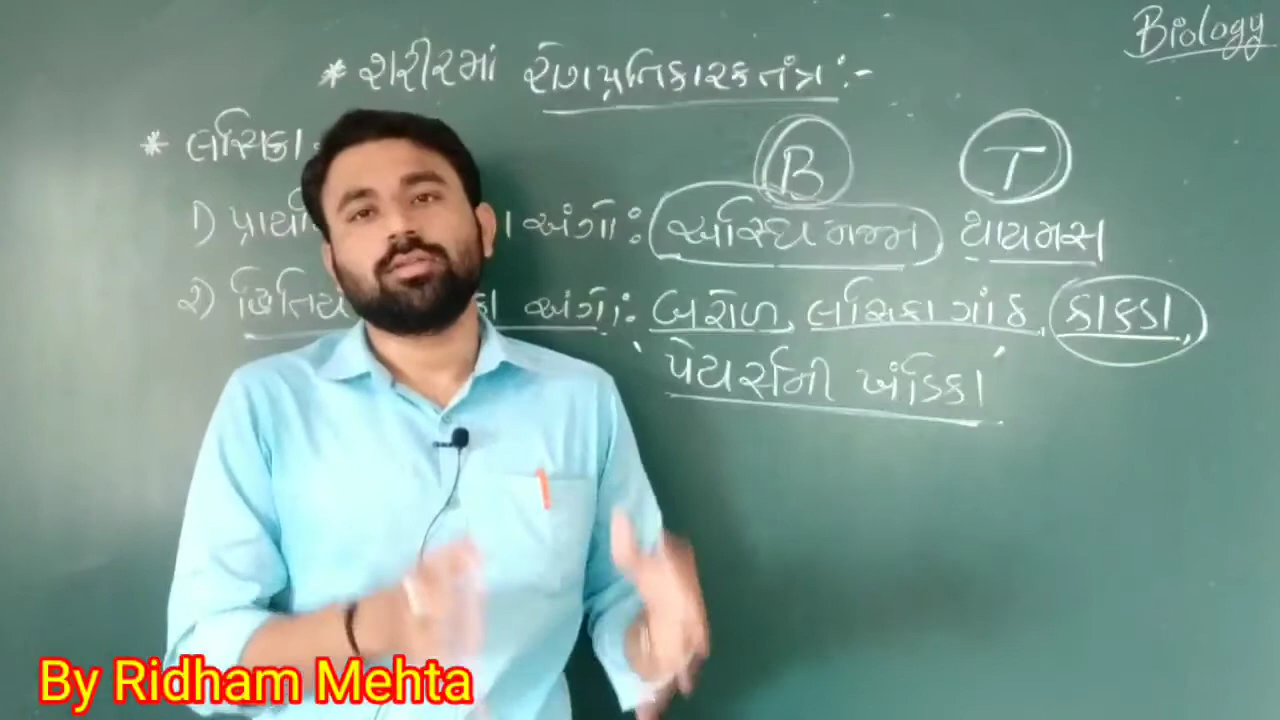 Biology
* શરીરમાં રોગપ્રતિકારકતંત્ર :-
* લસિકા
B T
1) અંગો : અસ્થિમજ્જા, થાયમસ
૨) અંગો : બરોળ, લસિકાગાંઠ, કાકડા,
'પેયર્સની ખંડિકા'
By Ridham Mehta